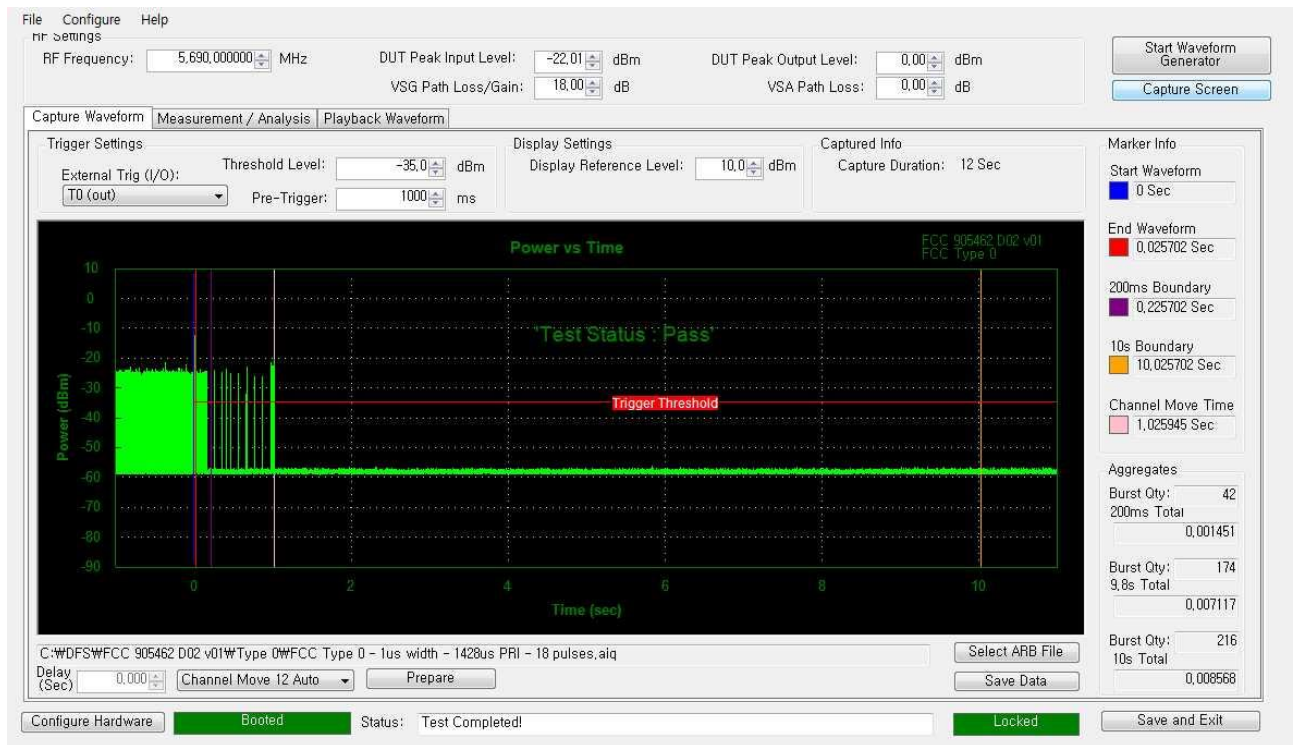 File Configure Help
RF Settings
RF Frequency: 5,690,000000 MHz DUT Peak Input Level: -22,01 dBm DUT Peak Output Level: 0,00 dBm
VSG Path Loss/Gain: 18,00 dB VSA Path Loss: 0,00 dB
Start Waveform
Generator
Capture Screen
Capture Waveform Measurement / Analysis Playback Waveform
Trigger Settings
External Trig (I/O):
T0 (out)
Threshold Level: -35,0 dBm
Pre-Trigger: 1000 ms
Display Settings
Display Reference Level: 10,0 dBm
Captured Info
Capture Duration: 12 Sec
Power vs Time
FCC 905462 D02 v01
FCC Type 0
"Test Status : Pass"
Trigger Threshold
Power (dBm)
10
0
-10
-20
-30
-40
-50
-60
-70
-80
-90
0 2 4 6 8 10
Time (sec)
Marker Info
Start Waveform
0 Sec
End Waveform
0,025702 Sec
200ms Boundary
0,225702 Sec
10s Boundary
10,025702 Sec
Channel Move Time
1,025945 Sec
Aggregates
Burst Qty: 42
200ms Total
0,001451
Burst Qty: 174
9,8s Total
0,007117
Burst Qty: 216
10s Total
0,008568
C:₩DFS₩FCC 905462 D02 v01₩Type 0₩FCC Type 0 - 1us width - 1428us PRI - 18 pulses,aiq
Select ARB File
Delay
(Sec) 0,000 Channel Move 12 Auto Prepare Save Data
Configure Hardware Booted Status: Test Completed! Locked Save and Exit